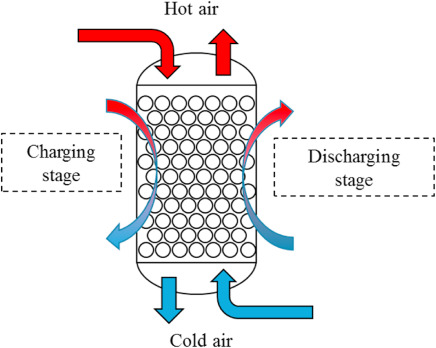 Hot air
Charging
stage
Discharging
stage
Cold air